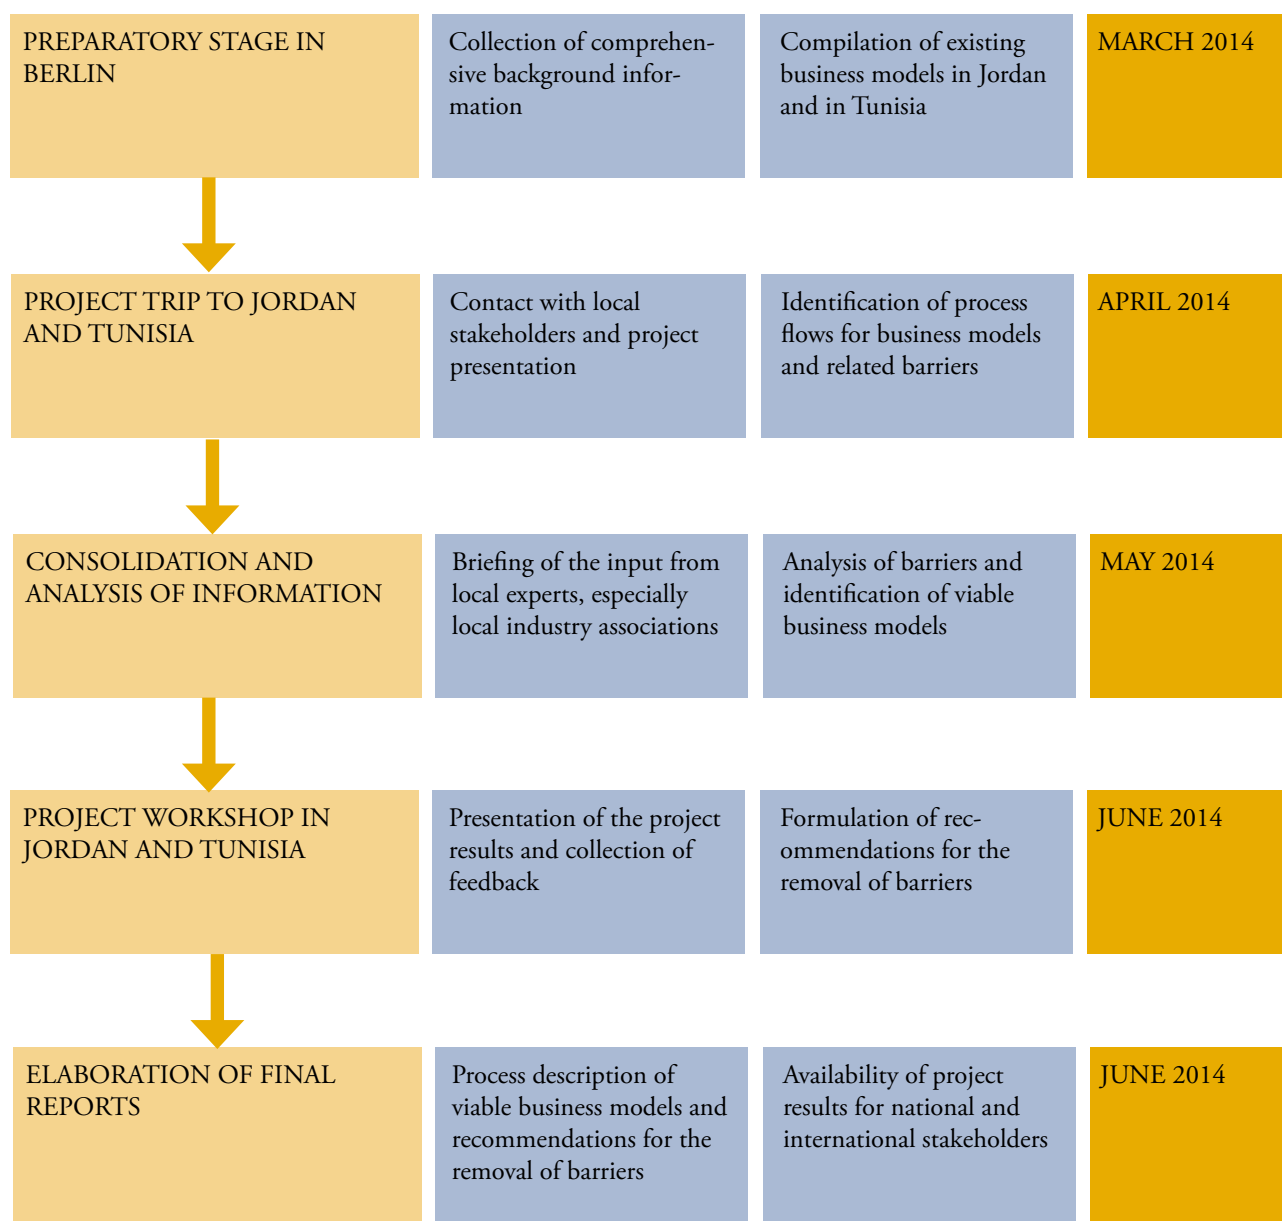 PREPARATORY STAGE IN
BERLIN
Collection of comprehen-
sive background infor-
mation
Compilation of existing
business models in Jordan
and in Tunisia
MARCH 2014
PROJECT TRIP TO JORDAN
AND TUNISIA
Contact with local
stakeholders and project
presentation
Identification of process
flows for business models
and related barriers
APRIL 2014
CONSOLIDATION AND
ANALYSIS OF INFORMATION
Briefing of the input from
local experts, especially
local industry associations
Analysis of barriers and
identification of viable
business models
MAY 2014
PROJECT WORKSHOP IN
JORDAN AND TUNISIA
Presentation of the project
results and collection of
feedback
Formulation of rec-
ommendations for the
removal of barriers
JUNE 2014
ELABORATION OF FINAL
REPORTS
Process description of
viable business models and
recommendations for the
removal of barriers
Availability of project
results for national and
international stakeholders
JUNE 2014